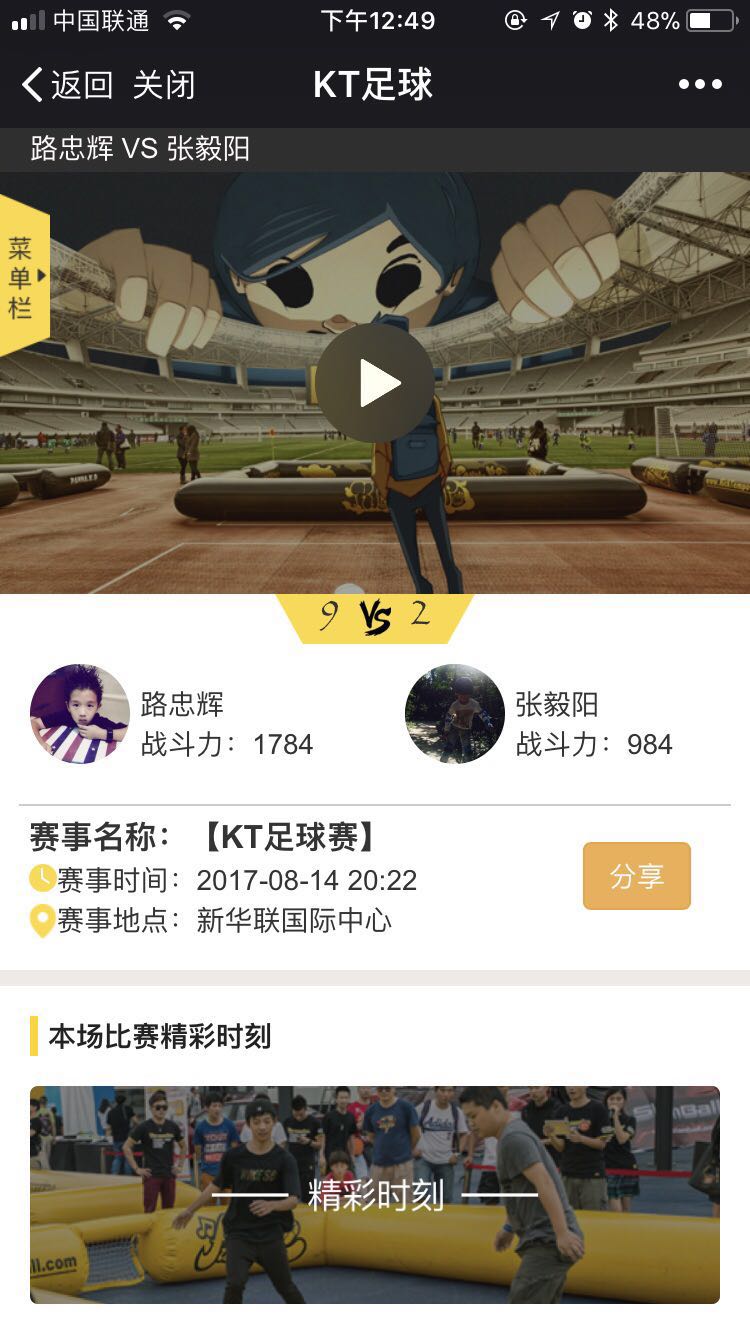 中国联通
下午12:49
48%
返回 关闭
KT足球
路忠辉 VS 张毅阳
菜单栏
9 VS 2
路忠辉
战斗力：1784
张毅阳
战斗力：984
赛事名称：【KT足球赛】
赛事时间：2017-08-14 20:22
分享
赛事地点：新华联国际中心
本场比赛精彩时刻
精彩时刻
ll.com